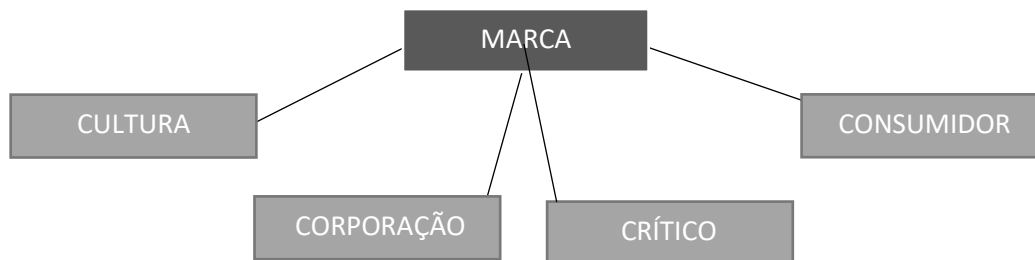 MARCA
CULTURA
CONSUMIDOR
CORPORAÇÃO
CRÍTICO